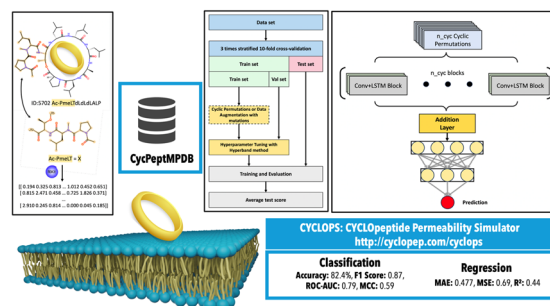 ID:5702 Ac-PmeLTdLdLdLALP
Ac-PmeLT = X
[[ 0.194 0.325 0.813 ... 1.012 0.452 0.651]
[ 0.815 2.471 0.458 ... 0.725 1.826 0.371]
...
[ 2.910 0.245 0.814 ... 0.000 0.045 0.185]]
CycPeptMPDB
Data set
3 times stratified 10-fold cross-validation
Train set
Test set
Train set
Val set
Cyclic Permutations or Data
Augmentation with
mutations
Hyperparameter Tuning with
Hyperband method
Training and Evaluation
Average test score
n_cyc Cyclic
Permutations
n_cyc blocks
Conv+LSTM Block
Conv+LSTM Block
Addition
Layer
Prediction
CYCLOPS: CYCLOpeptide Permeability Simulator
http://cyclopep.com/cyclops
Classification
Accuracy: 82.4%, F1 Score: 0.87,
ROC-AUC: 0.79, MCC: 0.59
Regression
MAE: 0.477, MSE: 0.69, R²: 0.44